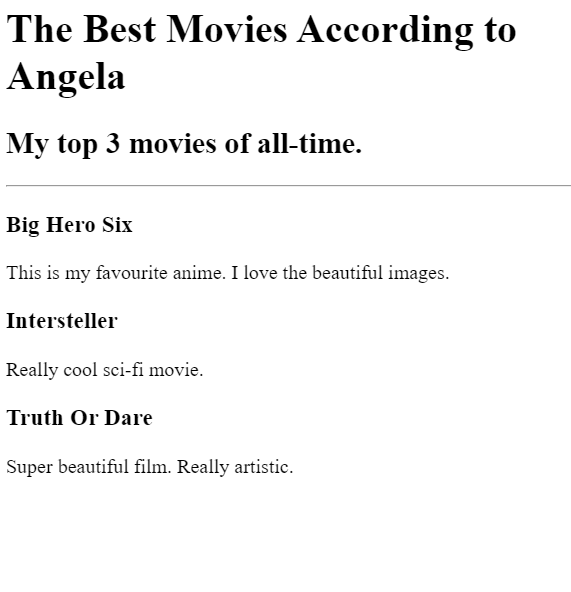 The Best Movies According to
Angela
My top 3 movies of all-time.
Big Hero Six
This is my favourite anime. I love the beautiful images.
Intersteller
Really cool sci-fi movie.
Truth Or Dare
Super beautiful film. Really artistic.